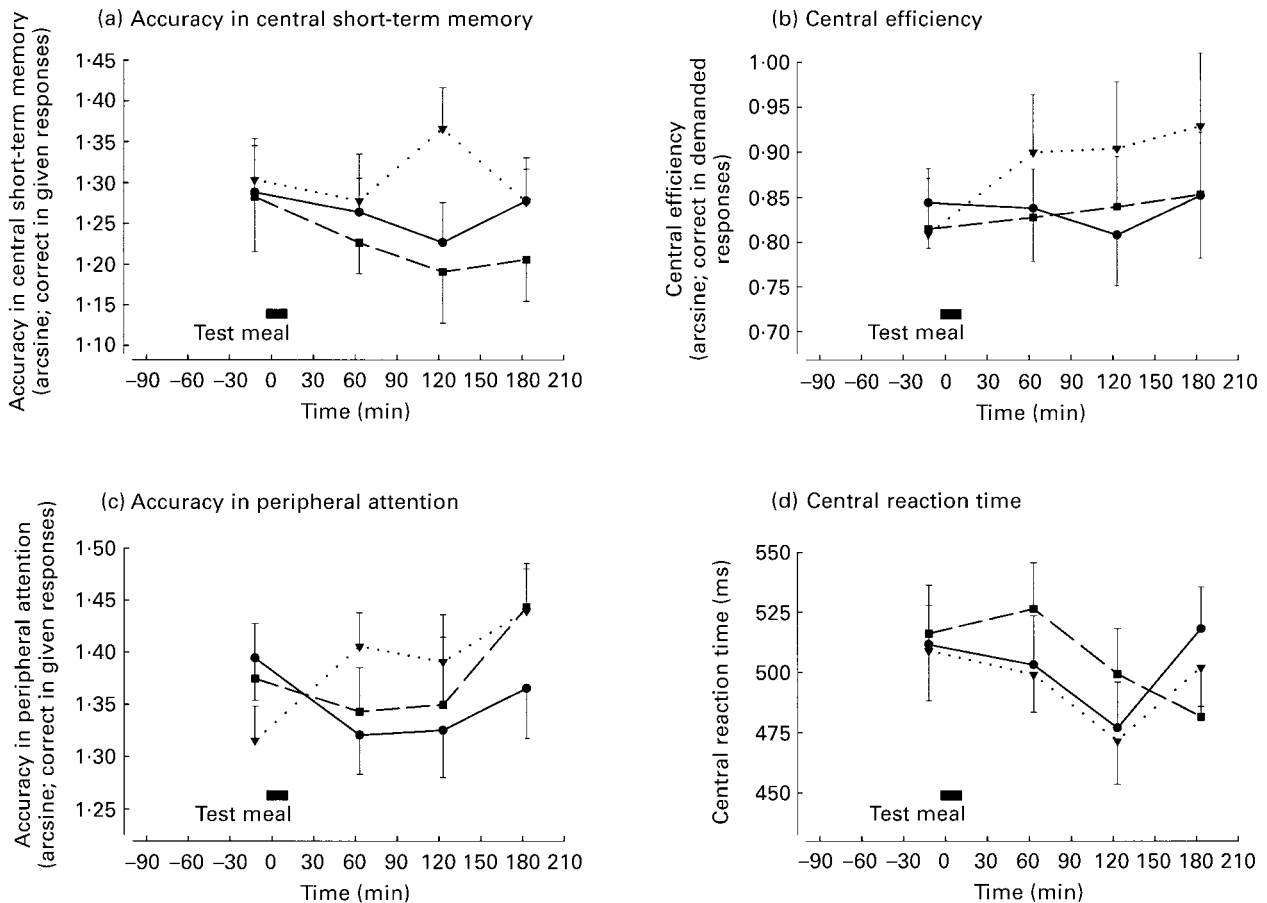 (a) Accuracy in central short-term memory
Accuracy in central short-term memory
(arcsine; correct in given responses)
1·45
1·40
1·35
1·30
1·25
1·20
1·15
1·10
Test meal
–90 –60 –30 0 30 60 90 120 150 180 210
Time (min)
(b) Central efficiency
Central efficiency
(arcsine; correct in demanded
responses)
1·00
0·95
0·90
0·85
0·80
0·75
0·70
Test meal
–90 –60 –30 0 30 60 90 120 150 180 210
Time (min)
(c) Accuracy in peripheral attention
Accuracy in peripheral attention
(arcsine; correct in given responses)
1·50
1·45
1·40
1·35
1·30
1·25
Test meal
–90 –60 –30 0 30 60 90 120 150 180 210
Time (min)
(d) Central reaction time
Central reaction time (ms)
550
525
500
475
450
Test meal
–90 –60 –30 0 30 60 90 120 150 180 210
Time (min)